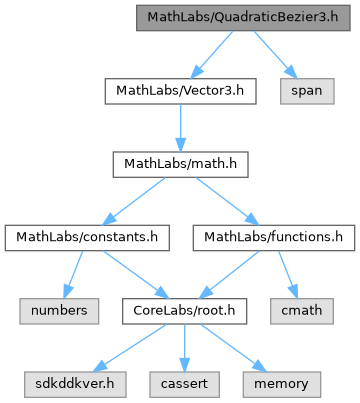 MathLabs/QuadraticBezier3.h
MathLabs/Vector3.h
span
MathLabs/math.h
MathLabs/constants.h
MathLabs/functions.h
numbers
CoreLabs/root.h
cmath
sdkddkver.h
cassert
memory